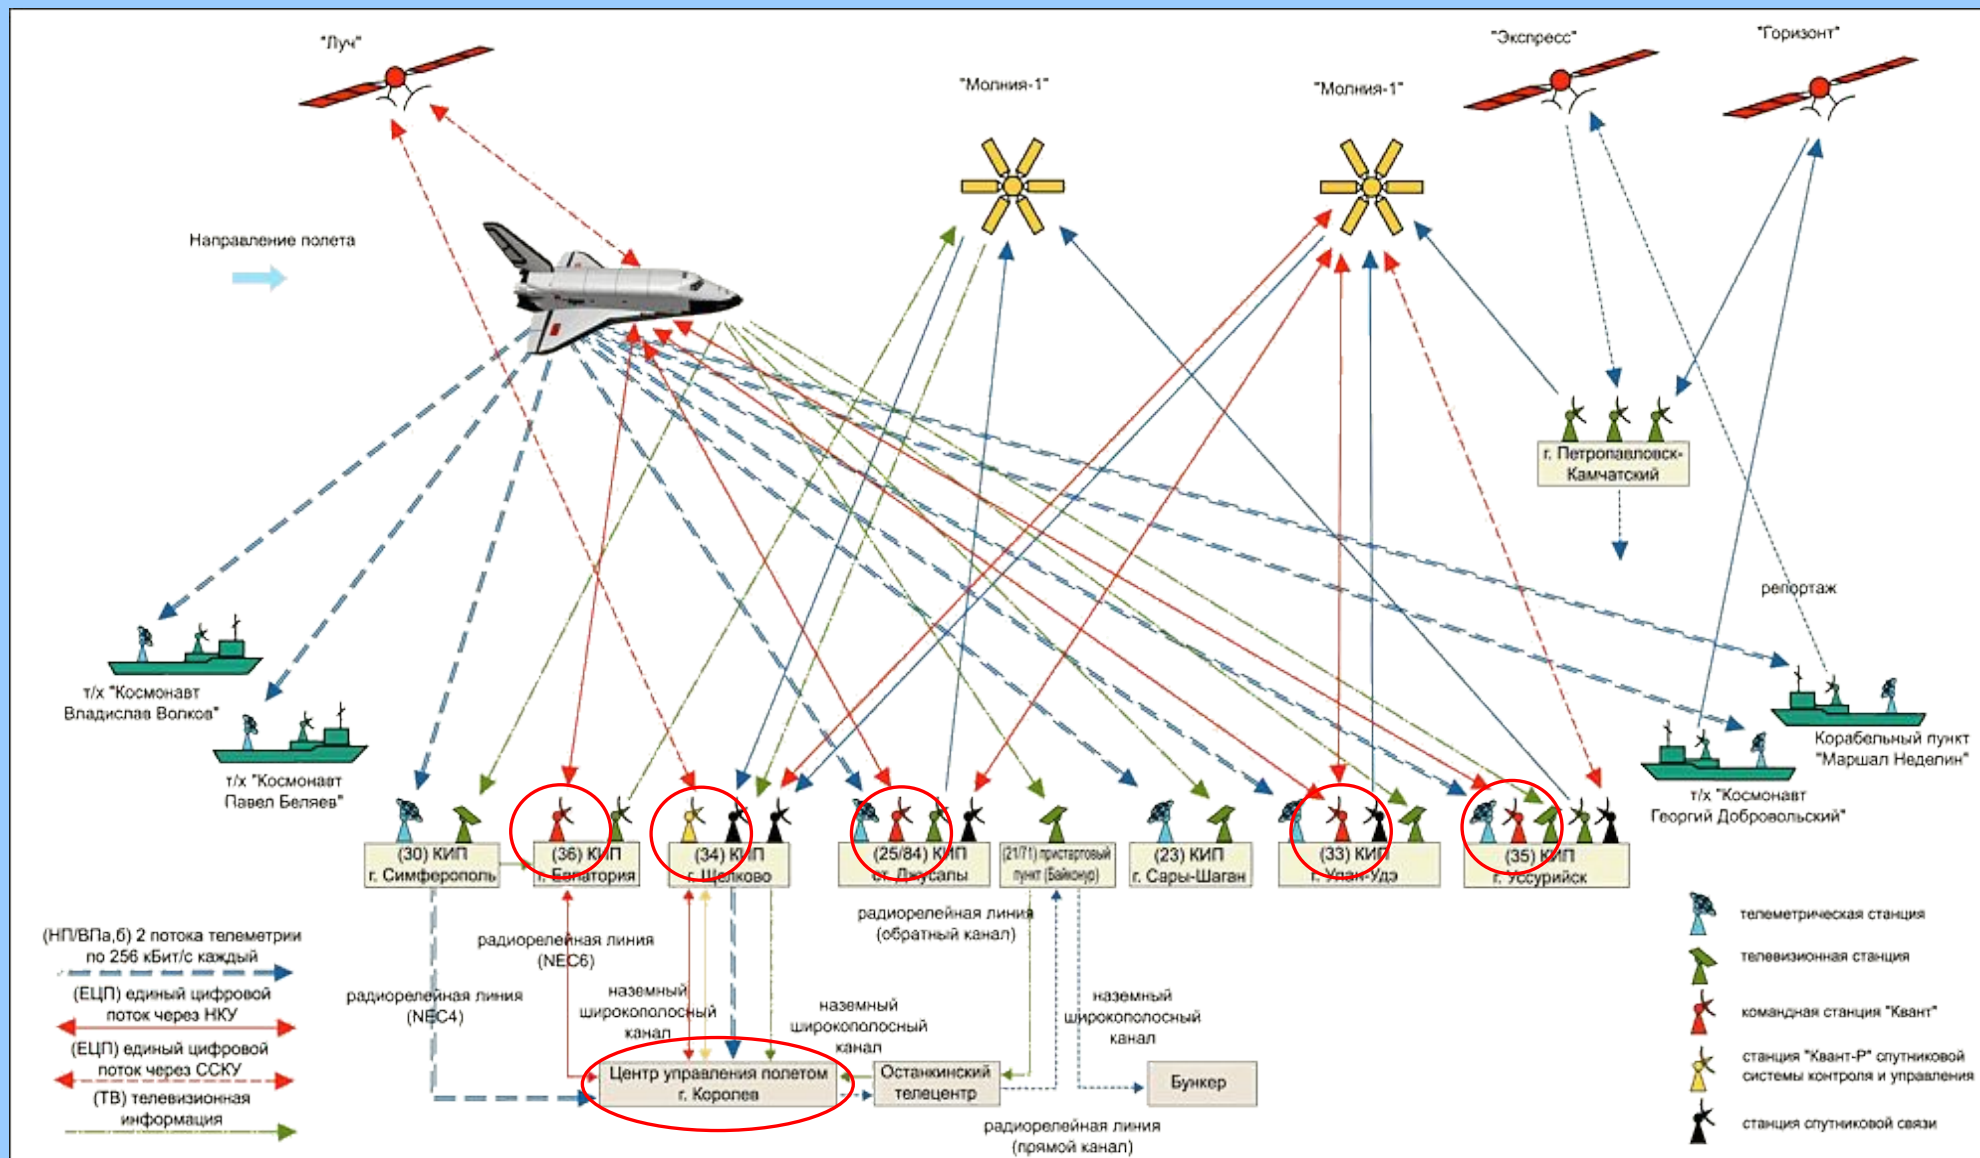 "Луч"
"Молния-1"
"Молния-1"
"Экспресс"
"Горизонт"
Направление полета
г. Петропавловск-
Камчатский
репортаж
т/х "Космонавт
Владислав Волков"
т/х "Космонавт
Павел Беляев"
Корабельный пункт
"Маршал Неделин"
т/х "Космонавт
Георгий Добровольский"
(30) КИП
г. Симферополь
(36) КИП
г. Евпатория
(34) КИП
г. Щелково
(25/84) КИП
ст. Джусалы
(21/71) пристартовый
пункт (Байконур)
(23) КИП
г. Сары-Шаган
(33) КИП
г. Улан-Удэ
(35) КИП
г. Уссурийск
(НП/ВПа,б) 2 потока телеметрии
по 256 кБит/с каждый
(ЕЦП) единый цифровой
поток через НКУ
(ЕЦП) единый цифровой
поток через ССКУ
(ТВ) телевизионная
информация
радиорелейная линия
(NEC4)
радиорелейная линия
(NEC6)
наземный
широкополосный
канал
наземный
широкополосный
канал
радиорелейная линия
(обратный канал)
наземный
широкополосный
канал
Центр управления полетом
г. Королев
Останкинский
телецентр
Бункер
радиорелейная линия
(прямой канал)
телеметрическая станция
телевизионная станция
командная станция "Квант"
станция "Квант-Р" спутниковой
системы контроля и управления
станция спутниковой связи